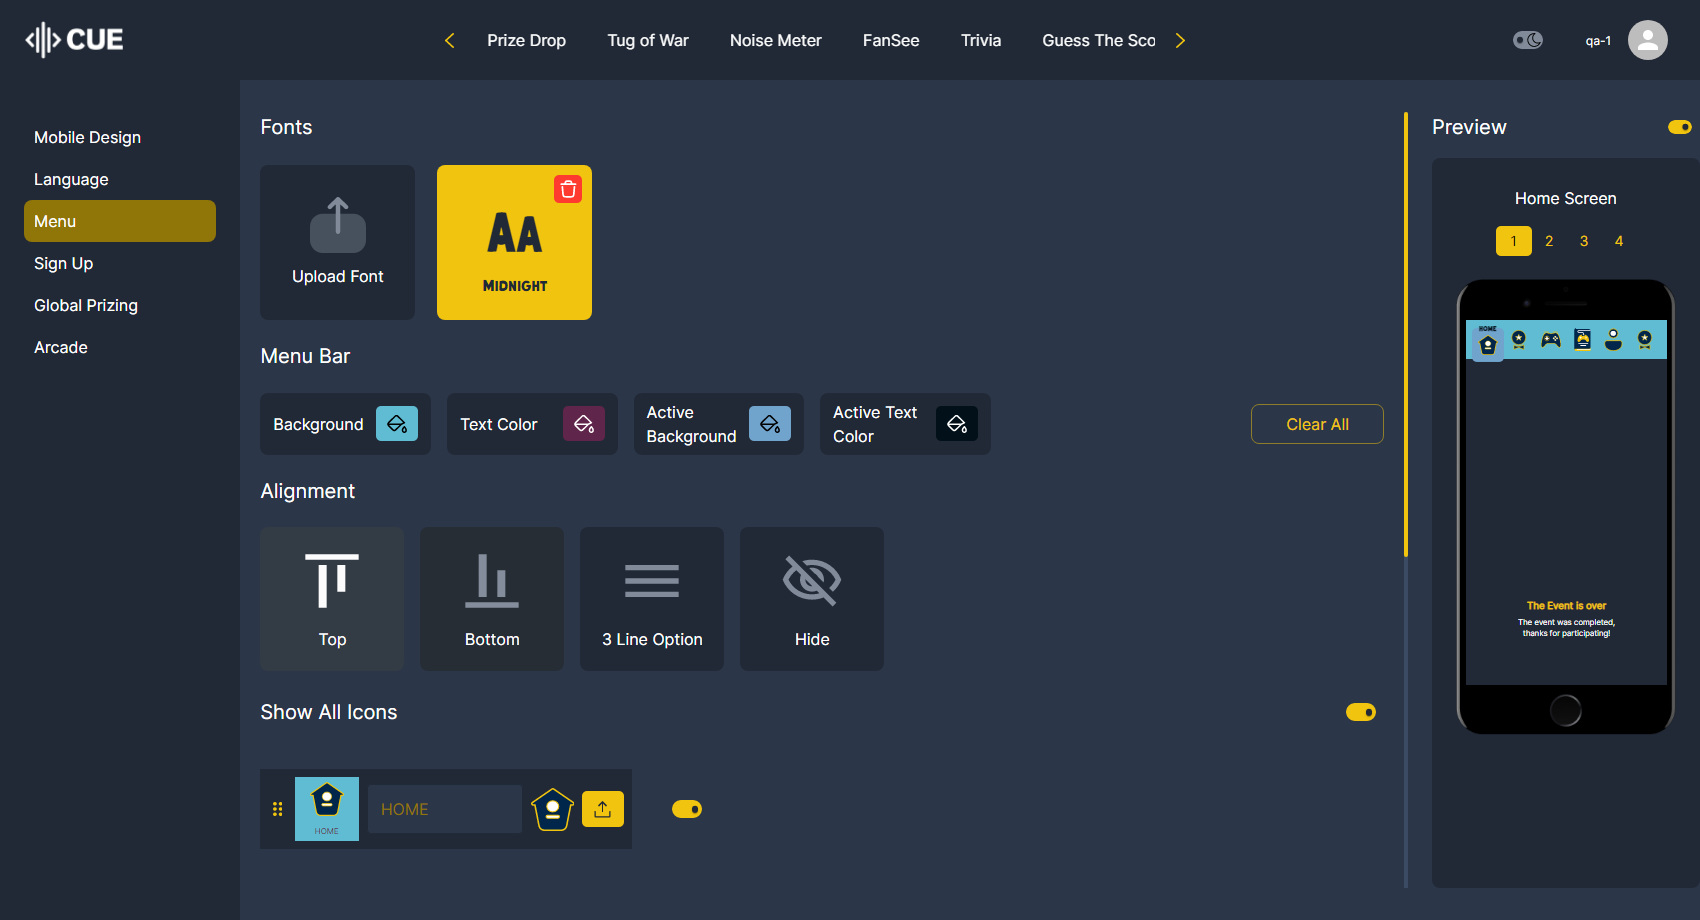 CUE
Prize Drop
Tug of War
Noise Meter
FanSee
Trivia
Guess The Sco
qa-1
Mobile Design
Language
Menu
Sign Up
Global Prizing
Arcade
Fonts
Upload Font
AA
MIDNIGHT
Menu Bar
Background
Text Color
Active
Background
Active Text
Color
Clear All
Alignment
Top
Bottom
3 Line Option
Hide
Show All Icons
HOME
HOME
Preview
Home Screen
1 2 3 4
HOME
The Event is over
The event was completed,
thanks for participating!